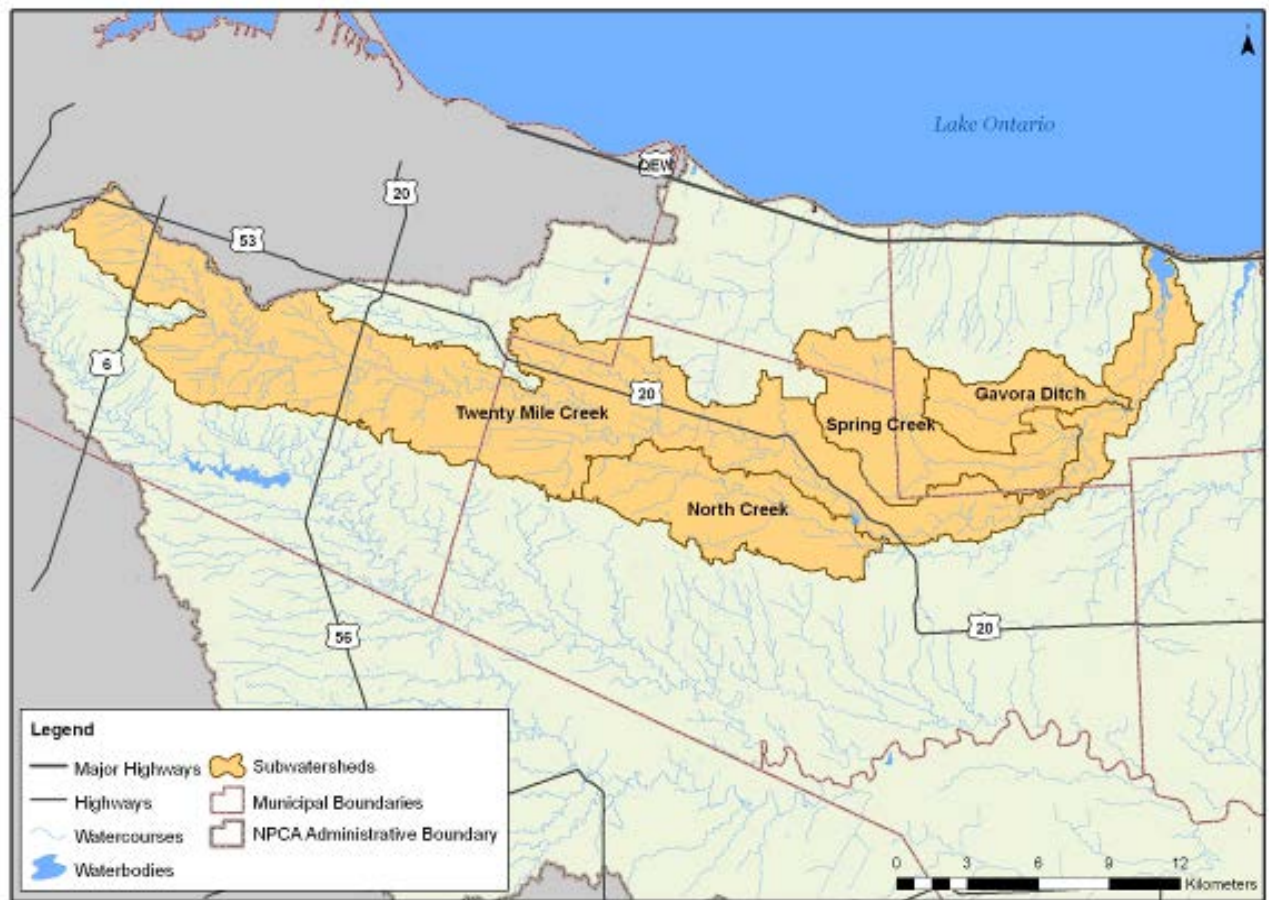 Lake Ontario
QEW
20
53
6
20
Gavora Ditch
Twenty Mile Creek
Spring Creek
North Creek
20
56
Legend
Major Highways
Subwatersheds
Highways
Municipal Boundaries
Watercourses
NPCA Administrative Boundary
Waterbodies
0 3 6 9 12
Kilometers